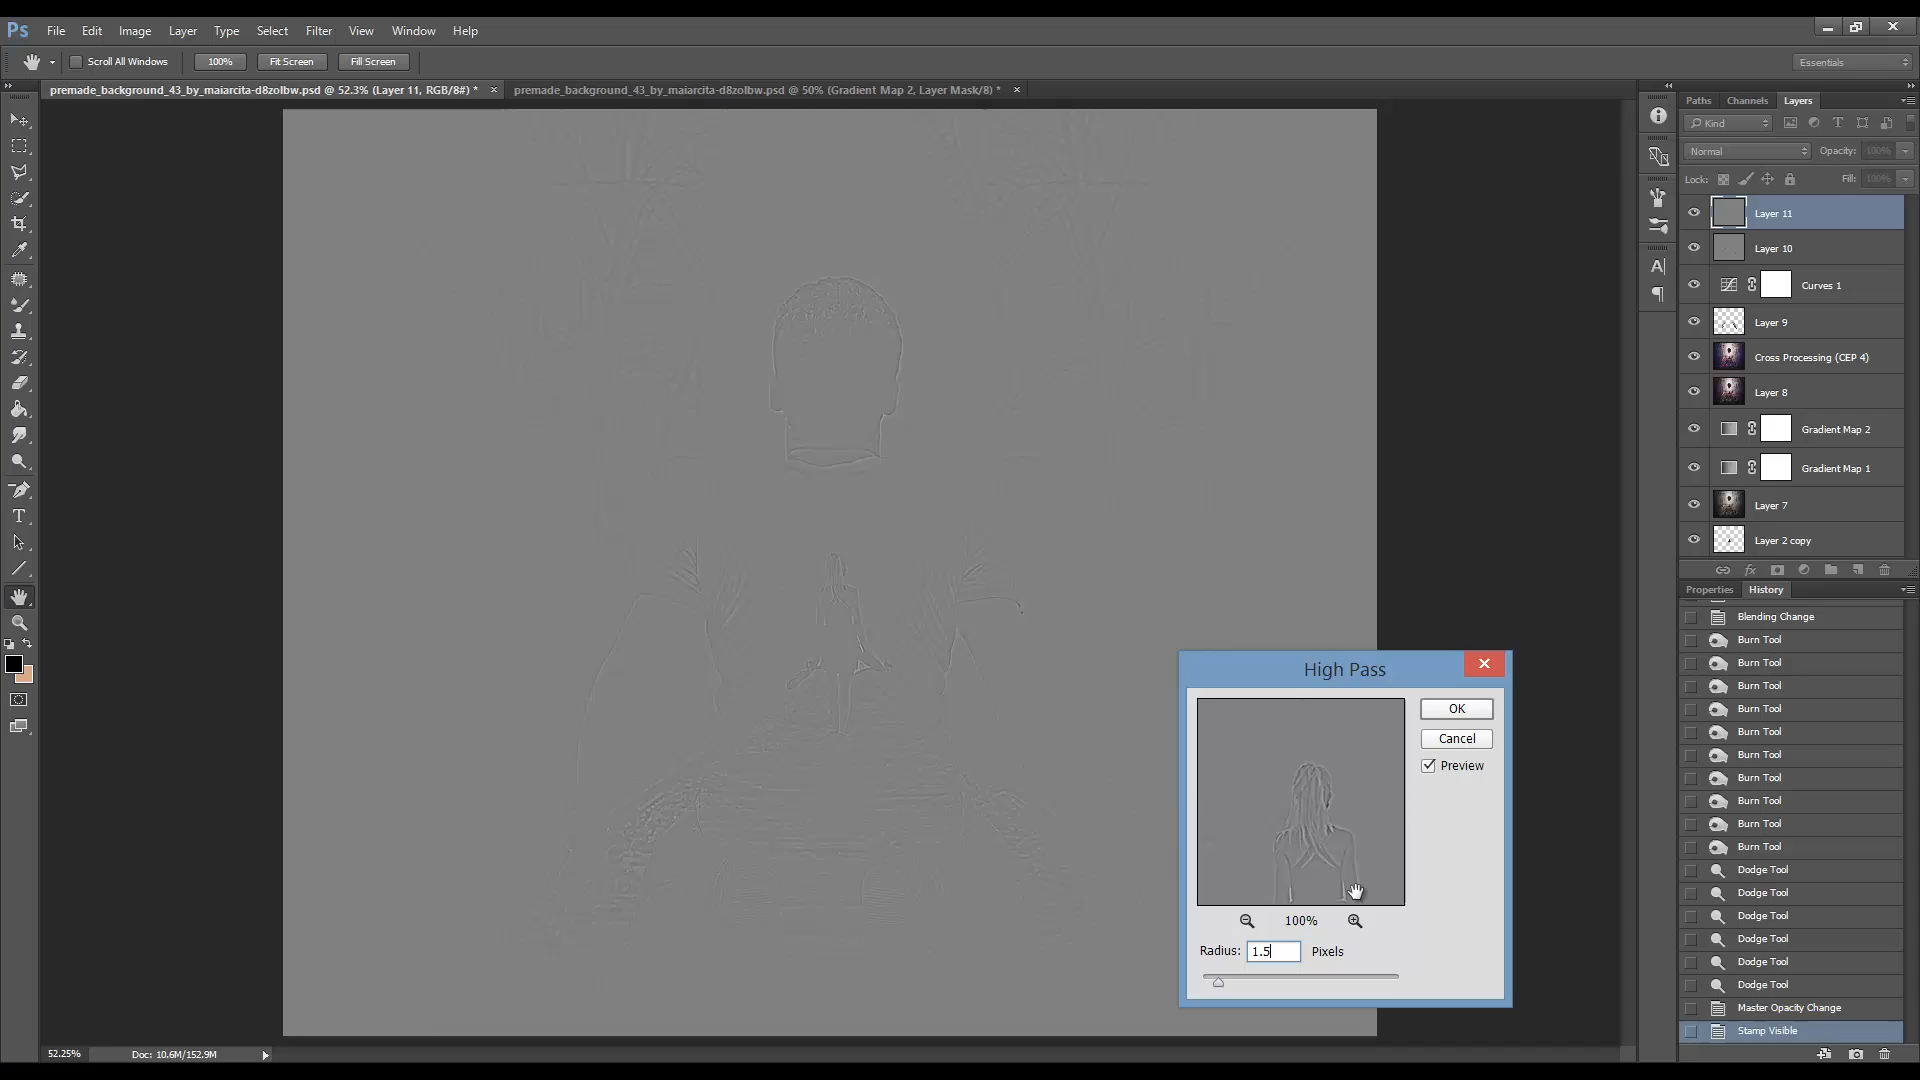 Ps File Edit Image Layer Type Select Filter View Window Help
Scroll All Windows 100% Fit Screen Fill Screen Essentials
premade_background_43_by_maiarcita-d8zolbw.psd @ 52.3% (Layer 11, RGB/8#) * premade_background_43_by_maiarcita-d8zolbw.psd @ 50% (Gradient Map 2, Layer Mask/8) *
Paths Channels Layers
Kind
Normal Opacity: 100%
Lock: Fill: 100%
Layer 11
Layer 10
Curves 1
Layer 9
Cross Processing (CEP 4)
Layer 8
Gradient Map 2
Gradient Map 1
Layer 7
Layer 2 copy
Properties History
Blending Change
Burn Tool
Burn Tool
Burn Tool
Burn Tool
Burn Tool
Burn Tool
Burn Tool
Burn Tool
Burn Tool
Burn Tool
Dodge Tool
Dodge Tool
Dodge Tool
Dodge Tool
Dodge Tool
Dodge Tool
Master Opacity Change
Stamp Visible
High Pass
OK
Cancel
Preview
100%
Radius: 1.5 Pixels
52.25% Doc: 10.6M/152.9M